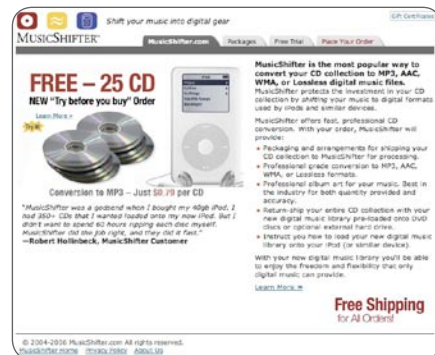 Shift your music into digital gear
Gift Certificates
MUSICSHIFTER
MusicShifter.com
Packages
Free Trial
Place Your Order
FREE – 25 CD
NEW "Try before you buy" Order
Learn More »
Try It!
Conversion to MP3 – Just $0.79 per CD
"MusicShifter was a godsend when I bought my 40gb iPod. I
had 350+ CDs that I wanted loaded onto my new iPod. But I
didn't want to spend 60 hours ripping each disc myself.
MusicShifter did the job right, and they did it fast."
—Robert Hollinbeck, MusicShifter Customer
MusicShifter is the most popular way to
convert your CD collection to MP3, AAC,
WMA, or Lossless digital music files.
MusicShifter protects the investment in your CD
collection by shifting your music to digital formats
used by iPods and similar devices.
MusicShifter offers fast, professional CD
conversion. With your order, MusicShifter will
provide:
• Packaging and arrangements for shipping your
CD collection to MusicShifter for processing.
• Professional grade conversion to MP3, AAC,
WMA, or Lossless formats.
• Professional album art for your music. Best in
the industry for both quantity provided and
accuracy.
• Return-ship your entire CD collection with your
new digital music library pre-loaded onto DVD
discs or optional external hard drive.
• Instruct you how to load your new digital music
library onto your iPod (or similar device).
With your new digital music library you'll be able
to enjoy the freedom and flexibility that only
digital music can provide.
Learn More »
Free Shipping
for All Orders!
© 2004-2006 MusicShifter.com All rights reserved.
MusicShifter Home Privacy Policy About Us